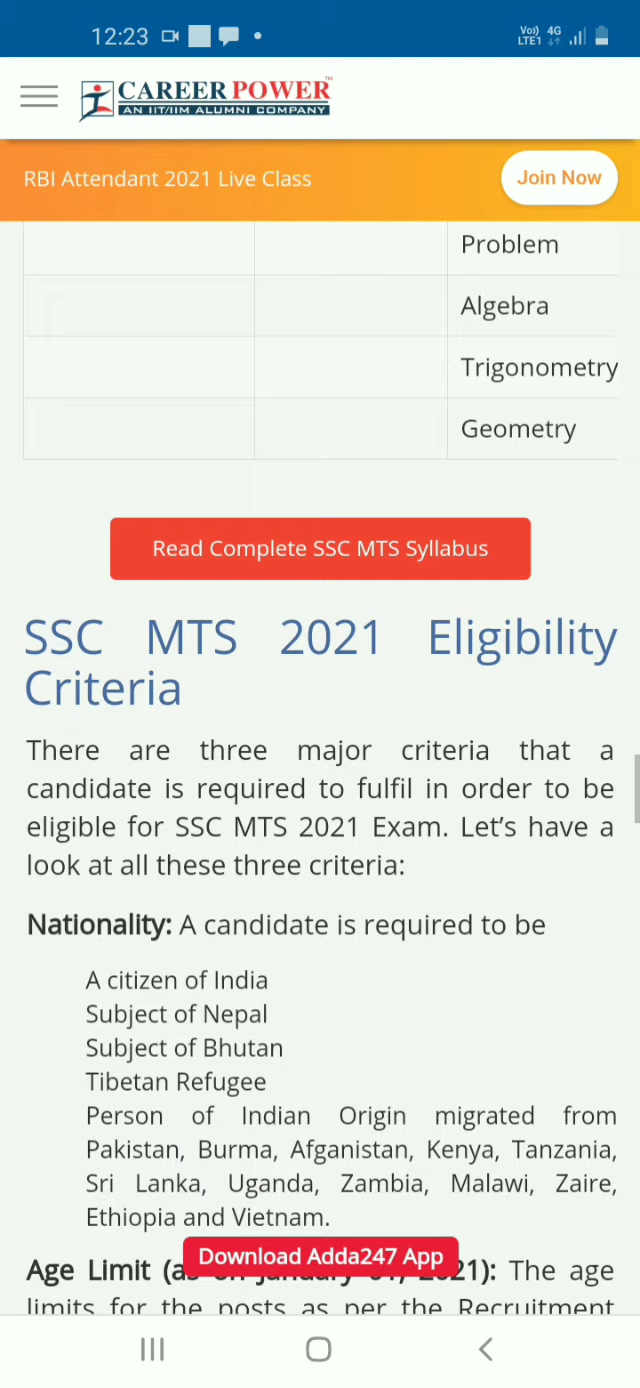 12:23
Vo) 4G
LTE1
CAREER POWER
TM
AN IIT/IIM ALUMNI COMPANY
RBI Attendant 2021 Live Class
Join Now
Problem
Algebra
Trigonometry
Geometry
Read Complete SSC MTS Syllabus
SSC MTS 2021 Eligibility
Criteria
There are three major criteria that a
candidate is required to fulfil in order to be
eligible for SSC MTS 2021 Exam. Let's have a
look at all these three criteria:
Nationality: A candidate is required to be
A citizen of India
Subject of Nepal
Subject of Bhutan
Tibetan Refugee
Person of Indian Origin migrated from
Pakistan, Burma, Afganistan, Kenya, Tanzania,
Sri Lanka, Uganda, Zambia, Malawi, Zaire,
Ethiopia and Vietnam.
Download Adda247 App
Age Limit (as on January 01, 2021): The age
limits for the posts as per the Recruitment